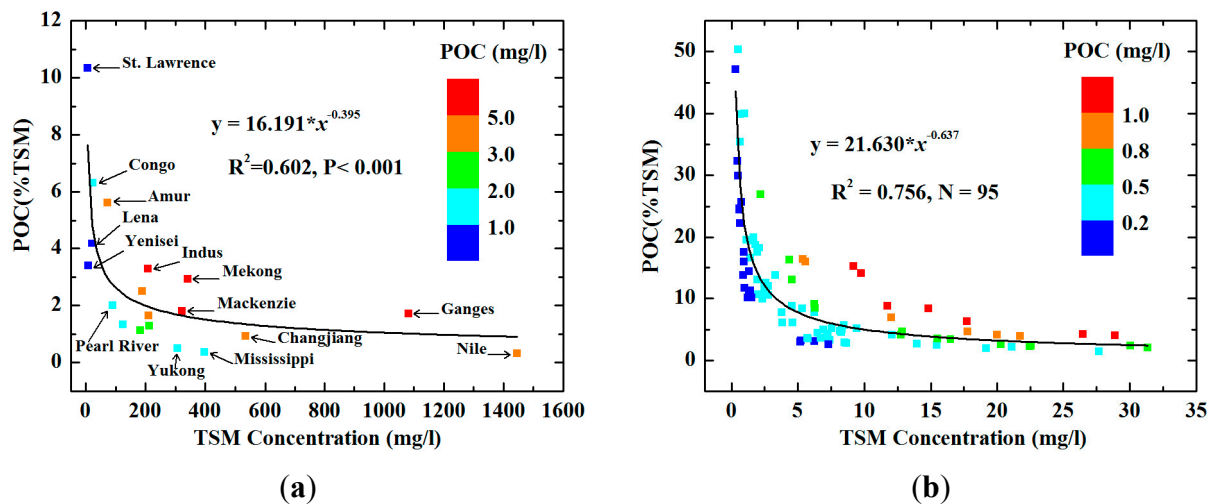 (a)
POC (mg/l)
5.0
3.0
2.0
1.0
y = 16.191*x^-0.395
R²=0.602, P< 0.001
St. Lawrence
Congo
Amur
Lena
Yenisei
Indus
Mekong
Mackenzie
Ganges
Pearl River
Changjiang
Nile
Yukong
Mississippi
POC(%TSM)
12
10
8
6
4
2
0
0 200 400 600 800 1000 1200 1400 1600
TSM Concentration (mg/l)
(b)
POC (mg/l)
1.0
0.8
0.5
0.2
y = 21.630*x^-0.637
R² = 0.756, N = 95
POC(%TSM)
50
40
30
20
10
0
0 5 10 15 20 25 30 35
TSM Concentration (mg/l)
(a)
(b)